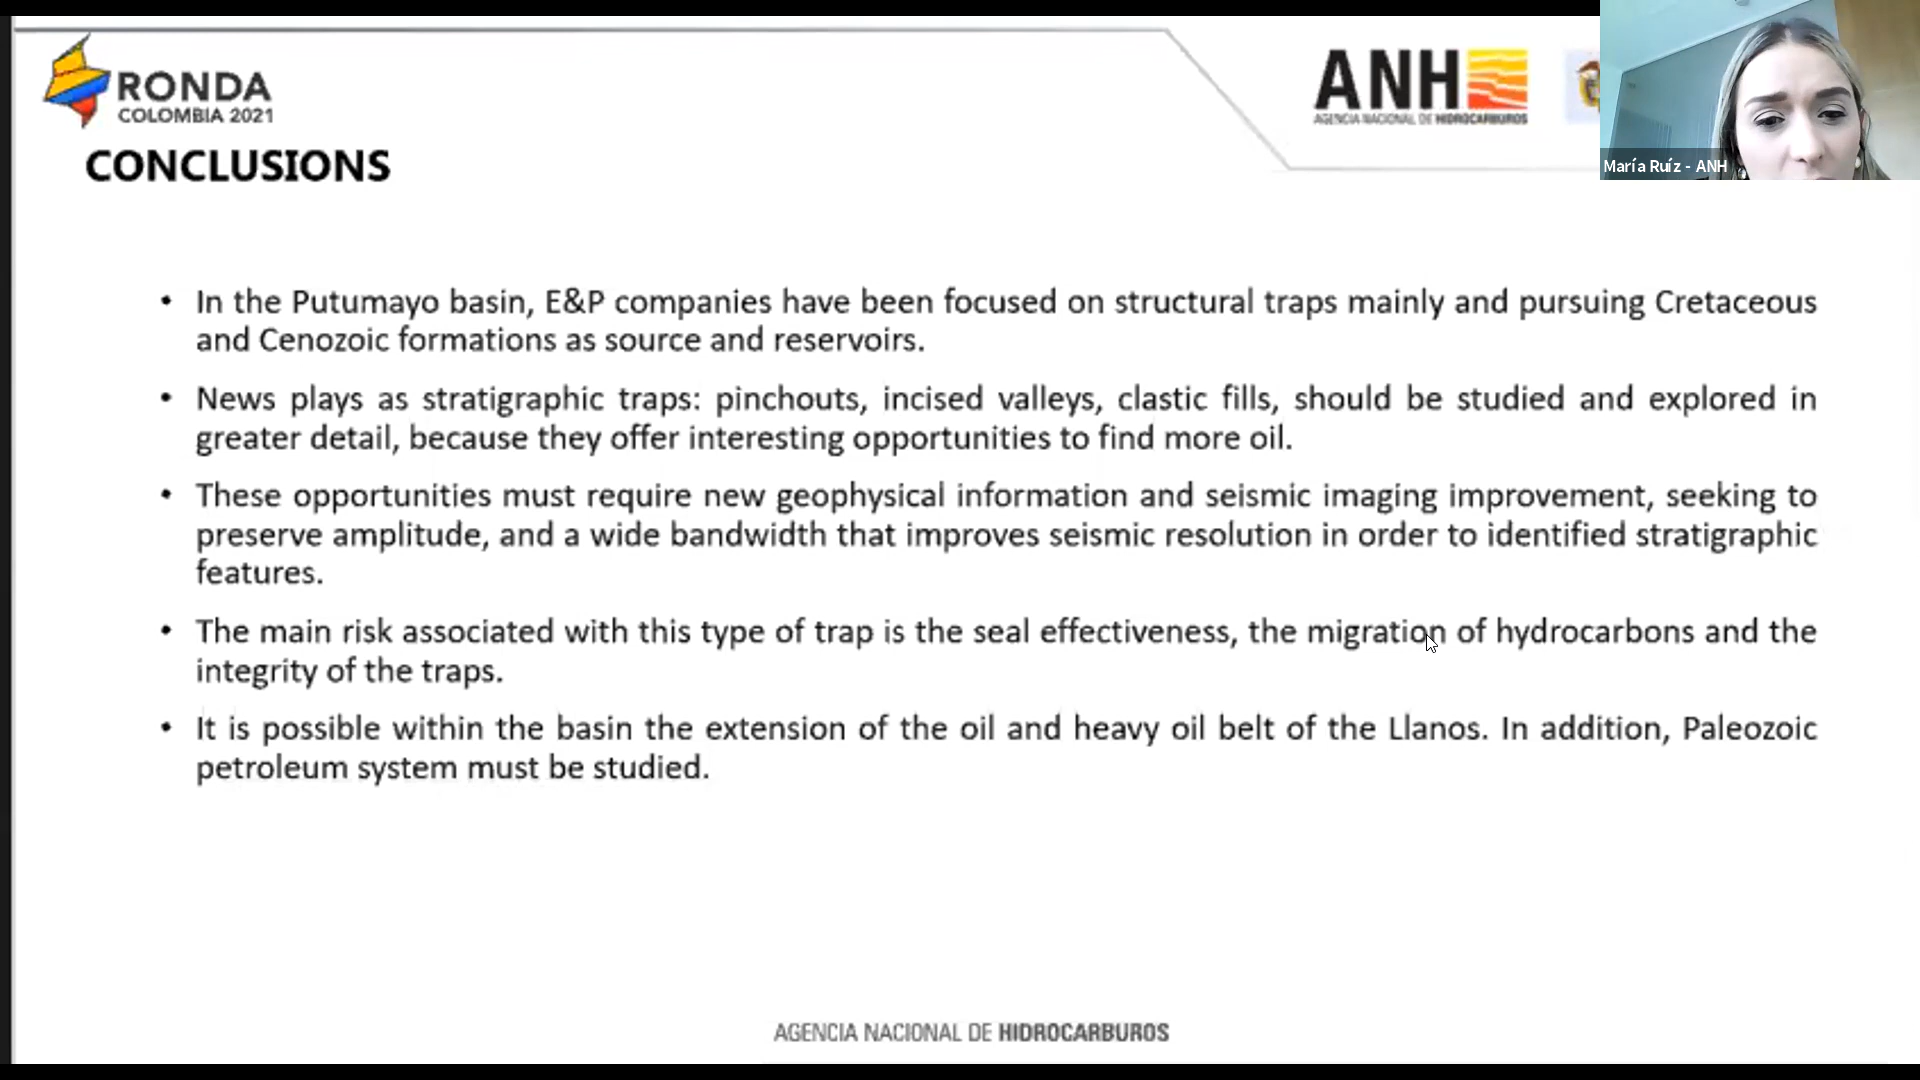 RONDA
COLOMBIA 2021
ANH
AGENCIA NACIONAL DE HIDROCARBUROS
María Ruíz - ANH
CONCLUSIONS
• In the Putumayo basin, E&P companies have been focused on structural traps mainly and pursuing Cretaceous
and Cenozoic formations as source and reservoirs.
• News plays as stratigraphic traps: pinchouts, incised valleys, clastic fills, should be studied and explored in
greater detail, because they offer interesting opportunities to find more oil.
• These opportunities must require new geophysical information and seismic imaging improvement, seeking to
preserve amplitude, and a wide bandwidth that improves seismic resolution in order to identified stratigraphic
features.
• The main risk associated with this type of trap is the seal effectiveness, the migration of hydrocarbons and the
integrity of the traps.
• It is possible within the basin the extension of the oil and heavy oil belt of the Llanos. In addition, Paleozoic
petroleum system must be studied.
AGENCIA NACIONAL DE HIDROCARBUROS